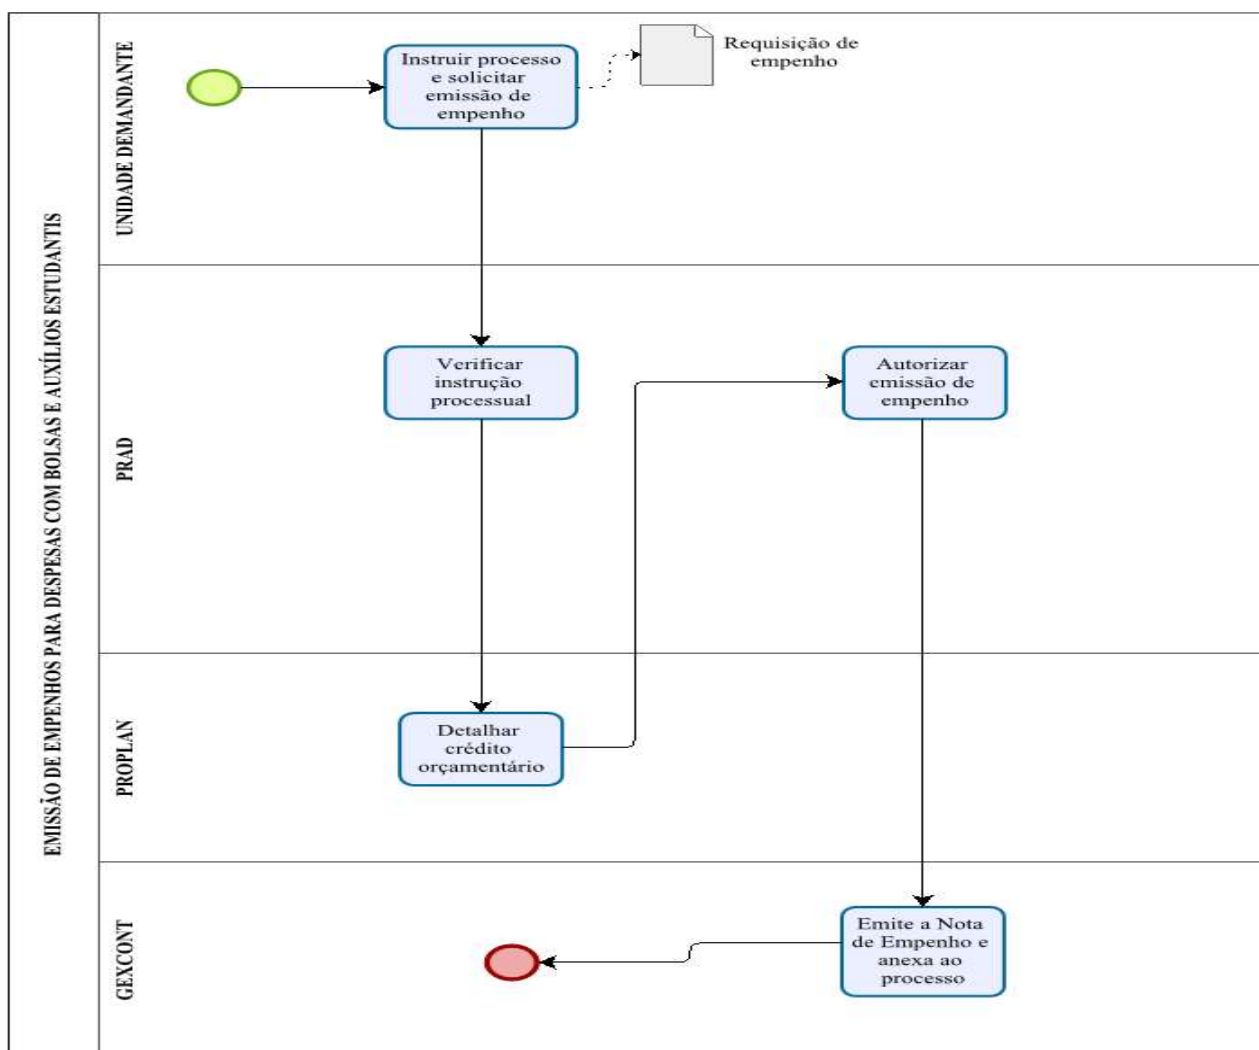 EMISSÃO DE EMPENHOS PARA DESPESAS COM BOLSAS E AUXÍLIOS ESTUDANTIS
UNIDADE DEMANDANTE
Instruir processo
e solicitar
emissão de
empenho
Requisição de
empenho
PRAD
Verificar
instrução
processual
Autorizar
emissão de
empenho
PROPLAN
Detalhar
crédito
orçamentário
GEXCONT
Emite a Nota
de Empenho e
anexa ao
processo